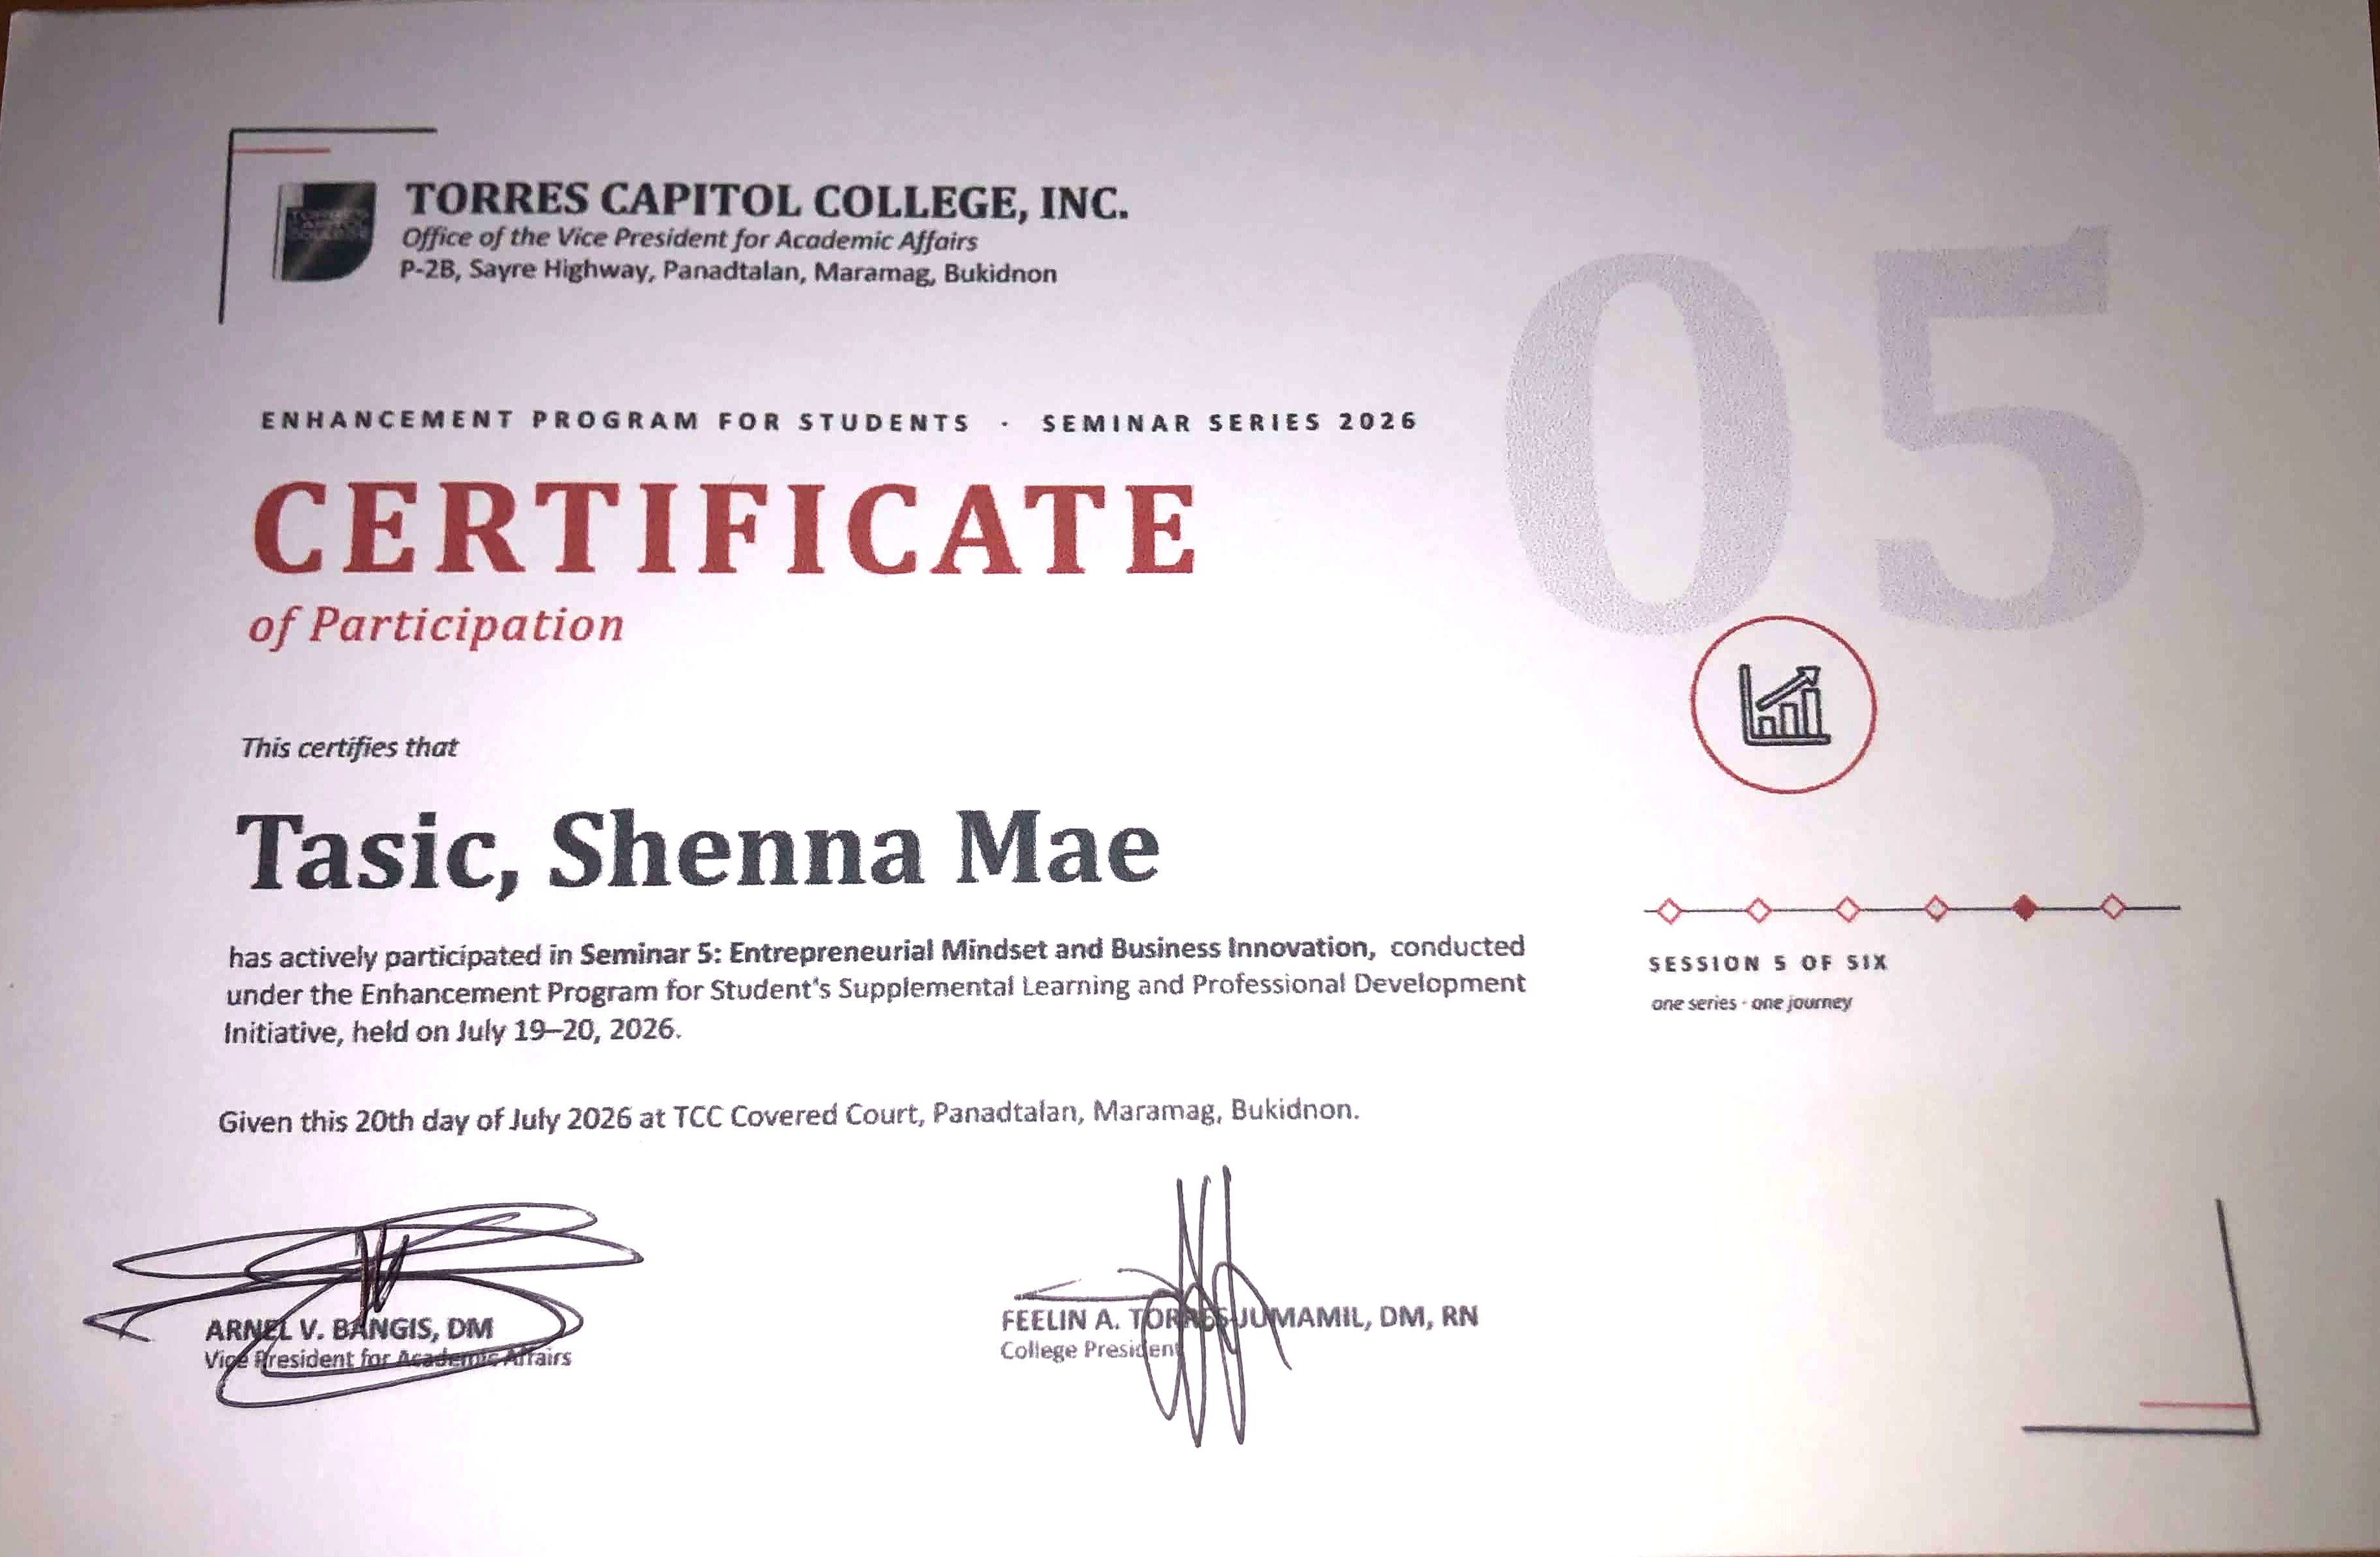 TORRES CAPITOL COLLEGE
TORRES CAPITOL COLLEGE, INC.
Office of the Vice President for Academic Affairs
P-2B, Sayre Highway, Panadtalan, Maramag, Bukidnon
05
ENHANCEMENT PROGRAM FOR STUDENTS · SEMINAR SERIES 2026
CERTIFICATE
of Participation
This certifies that
Tasic, Shenna Mae
has actively participated in Seminar 5: Entrepreneurial Mindset and Business Innovation, conducted
under the Enhancement Program for Student's Supplemental Learning and Professional Development
Initiative, held on July 19–20, 2026.
SESSION 5 OF SIX
one series · one journey
Given this 20th day of July 2026 at TCC Covered Court, Panadtalan, Maramag, Bukidnon.
ARNEL V. BANGIS, DM
Vice President for Academic Affairs
FEELIN A. TORRES-JUMAMIL, DM, RN
College President